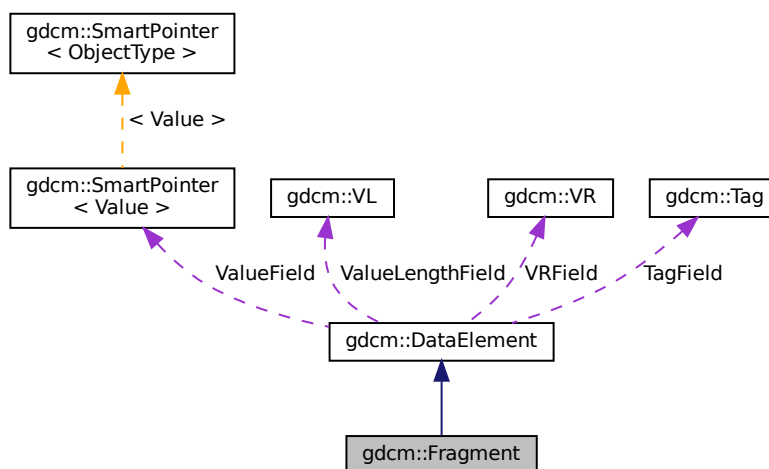 gdcm::SmartPointer
< ObjectType >
< Value >
gdcm::SmartPointer
< Value >
gdcm::VL
gdcm::VR
gdcm::Tag
ValueField
ValueLengthField
VRField
TagField
gdcm::DataElement
gdcm::Fragment